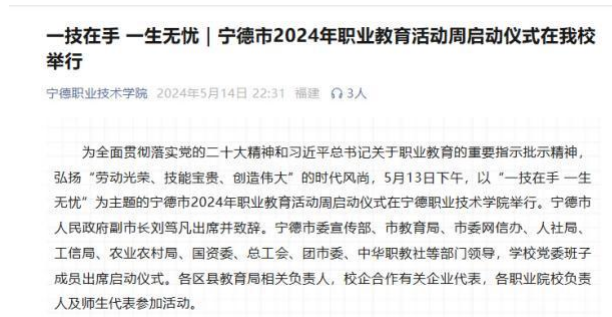 一技在手 一生无忧｜宁德市2024年职业教育活动周启动仪式在我校
举行
宁德职业技术学院 2024年5月14日 22:31 福建 3人
为全面贯彻落实党的二十大精神和习近平总书记关于职业教育的重要指示批示精神，
弘扬“劳动光荣、技能宝贵、创造伟大”的时代风尚，5月13日下午，以“一技在手 一生
无忧”为主题的宁德市2024年职业教育活动周启动仪式在宁德职业技术学院举行。宁德市
人民政府副市长刘笃凡出席并致辞。宁德市委宣传部、市教育局、市委网信办、人社局、
工信局、农业农村局、国资委、总工会、团市委、中华职教社等部门领导，学校党委班子
成员出席启动仪式。各区县教育局相关负责人，校企合作有关企业代表，各职业院校负责
人及师生代表参加活动。